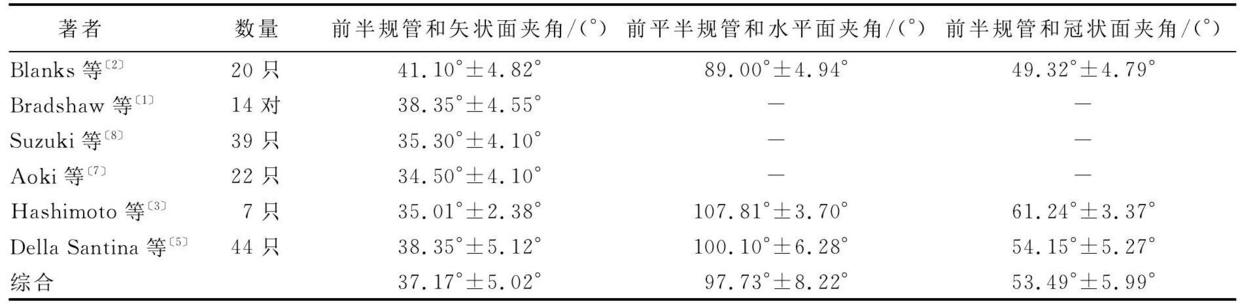 著者 数量 前半规管和矢状面夹角/(°) 前平半规管和水平面夹角/(°) 前半规管和冠状面夹角/(°)
Blanks 等〔2〕 20 只 41.10°±4.82° 89.00°±4.94° 49.32°±4.79°
Bradshaw 等〔1〕 14 对 38.35°±4.55° — —
Suzuki 等〔8〕 39 只 35.30°±4.10° — —
Aoki 等〔7〕 22 只 34.50°±4.10° — —
Hashimoto 等〔3〕 7 只 35.01°±2.38° 107.81°±3.70° 61.24°±3.37°
Della Santina 等〔5〕 44 只 38.35°±5.12° 100.10°±6.28° 54.15°±5.27°
综合 37.17°±5.02° 97.73°±8.22° 53.49°±5.99°